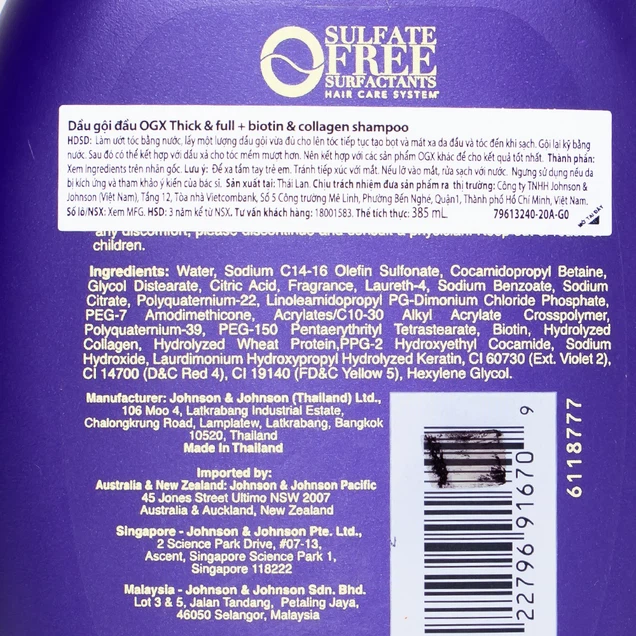 SULFATE
FREE
SURFACTANTS
HAIR CARE SYSTEM
Dầu gội đầu OGX Thick & full + biotin & collagen shampoo
HDSD: Làm ướt tóc bằng nước, lấy một lượng dầu gội vừa đủ cho lên tóc tiếp tục tạo bọt và mát xa da đầu và tóc đến khi sạch. Gội lại kỹ bằng
nước. Sau đó có thể kết hợp với dầu xả cho tóc mềm mượt hơn. Nên kết hợp với các sản phẩm OGX khác để cho kết quả tốt nhất. Thành phần:
Xem ingredients trên nhãn gốc. Lưu ý: Để xa tầm tay trẻ em. Tránh tiếp xúc với mắt. Nếu lỡ vào mắt, rửa sạch với nước. Ngưng sử dụng nếu da
bị kích ứng và tham khảo ý kiến của bác sĩ. Sản xuất tại: Thái Lan. Chịu trách nhiệm đưa sản phẩm ra thị trường: Công ty TNHH Johnson &
Johnson (Việt Nam), Tầng 12, Tòa nhà Vietcombank, Số 5 Công trường Mê Linh, Phường Bến Nghé, Quận1, Thành phố Hồ Chí Minh, Việt Nam.
Số lô/NSX: Xem MFG. HSD: 3 năm kể từ NSX. Tư vấn khách hàng: 18001583. Thể tích thực: 385 mL. 79613240-20A-G0
MỞ TẠI ĐÂY
any discomfort, please discontinue and consult a physician. Keep out of reach of
children.
Ingredients: Water, Sodium C14-16 Olefin Sulfonate, Cocamidopropyl Betaine,
Glycol Distearate, Citric Acid, Fragrance, Laureth-4, Sodium Benzoate, Sodium
Citrate, Polyquaternium-22, Linoleamidopropyl PG-Dimonium Chloride Phosphate,
PEG-7 Amodimethicone, Acrylates/C10-30 Alkyl Acrylate Crosspolymer,
Polyquaternium-39, PEG-150 Pentaerythrityl Tetrastearate, Biotin, Hydrolyzed
Collagen, Hydrolyzed Wheat Protein,PPG-2 Hydroxyethyl Cocamide, Sodium
Hydroxide, Laurdimonium Hydroxypropyl Hydrolyzed Keratin, CI 60730 (Ext. Violet 2),
CI 14700 (D&C Red 4), CI 19140 (FD&C Yellow 5), Hexylene Glycol.
Manufacturer: Johnson & Johnson (Thailand) Ltd.,
106 Moo 4, Latkrabang Industrial Estate,
Chalongkrung Road, Lamplatew, Latkrabang, Bangkok
10520, Thailand
Made In Thailand
Imported by:
Australia & New Zealand: Johnson & Johnson Pacific
45 Jones Street Ultimo NSW 2007
Australia & Auckland, New Zealand
Singapore - Johnson & Johnson Pte. Ltd.,
2 Science Park Drive, #07-13,
Ascent, Singapore Science Park 1,
Singapore 118222
Malaysia - Johnson & Johnson Sdn. Bhd.
Lot 3 & 5, Jalan Tandang, Petaling Jaya,
46050 Selangor, Malaysia
22796 91670 9
6118777